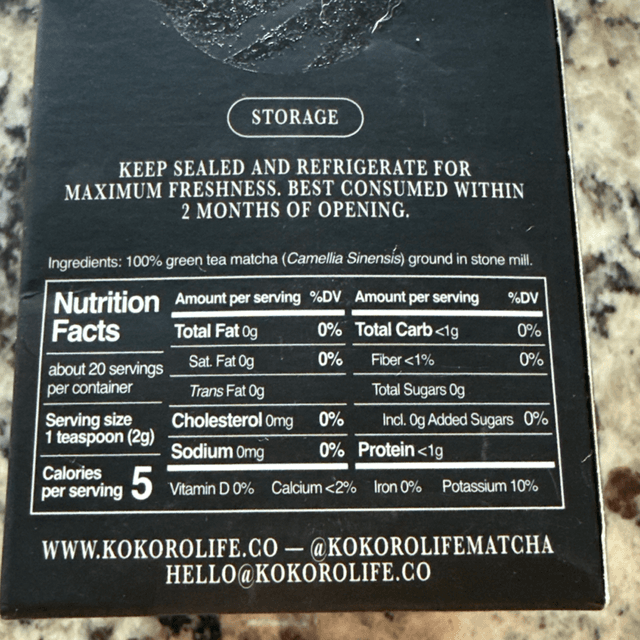 STORAGE
KEEP SEALED AND REFRIGERATE FOR
MAXIMUM FRESHNESS. BEST CONSUMED WITHIN
2 MONTHS OF OPENING.
Ingredients: 100% green tea matcha (Camellia Sinensis) ground in stone mill.
Nutrition
Facts
about 20 servings
per container
Serving size
1 teaspoon (2g)
Calories
per serving 5
Amount per serving %DV
Total Fat 0g 0%
Sat. Fat 0g 0%
Trans Fat 0g
Cholesterol 0mg 0%
Sodium 0mg 0%
Amount per serving %DV
Total Carb <1g 0%
Fiber <1% 0%
Total Sugars 0g
Incl. 0g Added Sugars 0%
Protein <1g
Vitamin D 0% Calcium <2% Iron 0% Potassium 10%
WWW.KOKOROLIFE.CO — @KOKOROLIFEMATCHA
HELLO@KOKOROLIFE.CO